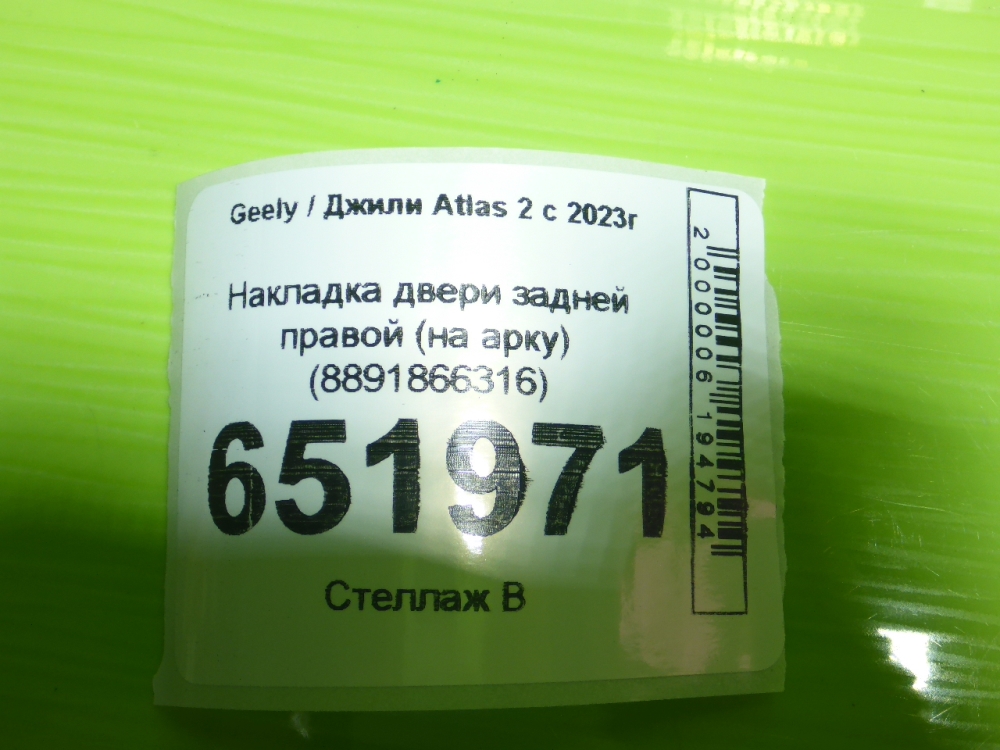 Geely / Джили Atlas 2 с 2023г
Накладка двери задней
правой (на арку)
(8891866316)
651971
Стеллаж В
2000006194794